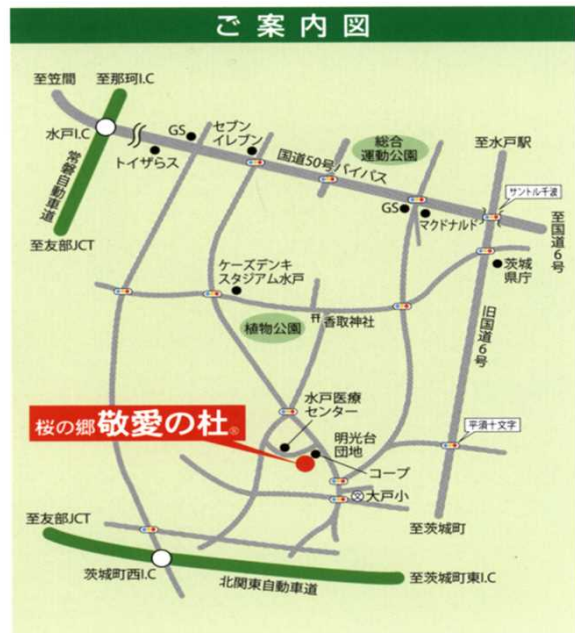 ご案内図
至笠間
至那珂I.C
水戸I.C
GS
セブン
イレブン
トイザらス
国道50号バイパス
総合
運動公園
至水戸駅
サントル千波
GS
マクドナルド
至国道6号
常磐自動車道
至友部JCT
ケーズデンキ
スタジアム水戸
茨城
県庁
植物公園
香取神社
旧国道6号
水戸医療
センター
桜の郷 敬愛の杜®
明光台
団地
コープ
平須十文字
大戸小
至友部JCT
至茨城町
茨城町西I.C
北関東自動車道
至茨城町東I.C